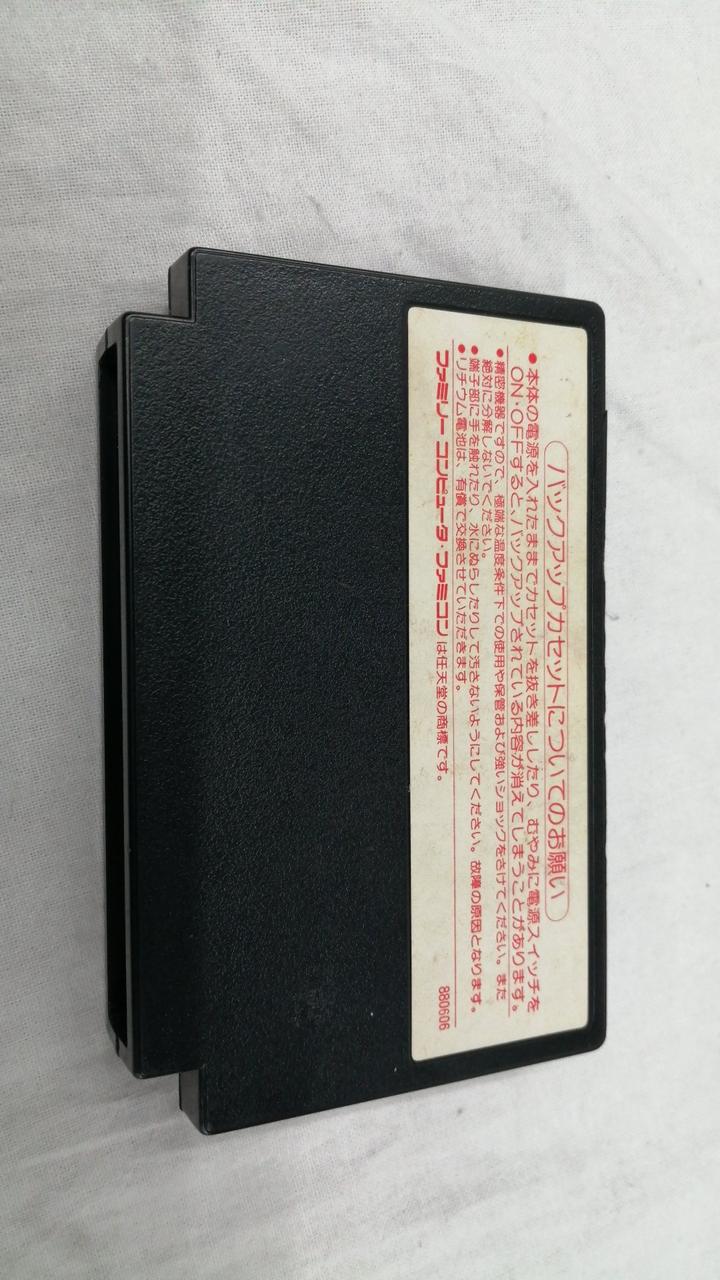 バックアップカセットについてのお願い
●本体の電源を入れたままでカセットを抜き差ししたり、むやみに電源スイッチを
ON・OFFすると、バックアップされている内容が消えてしまうことがあります。
●精密機器ですので、極端な温度条件下での使用や保管および強いショックをさけてください。また
絶対に分解しないでください。
●端子部に手を触れたり、水にぬらしたりして汚さないようにしてください。故障の原因となります。
●リチウム電池は、有償で交換させていただきます。
ファミリーコンピュータ・ファミコンは任天堂の商標です。
880606